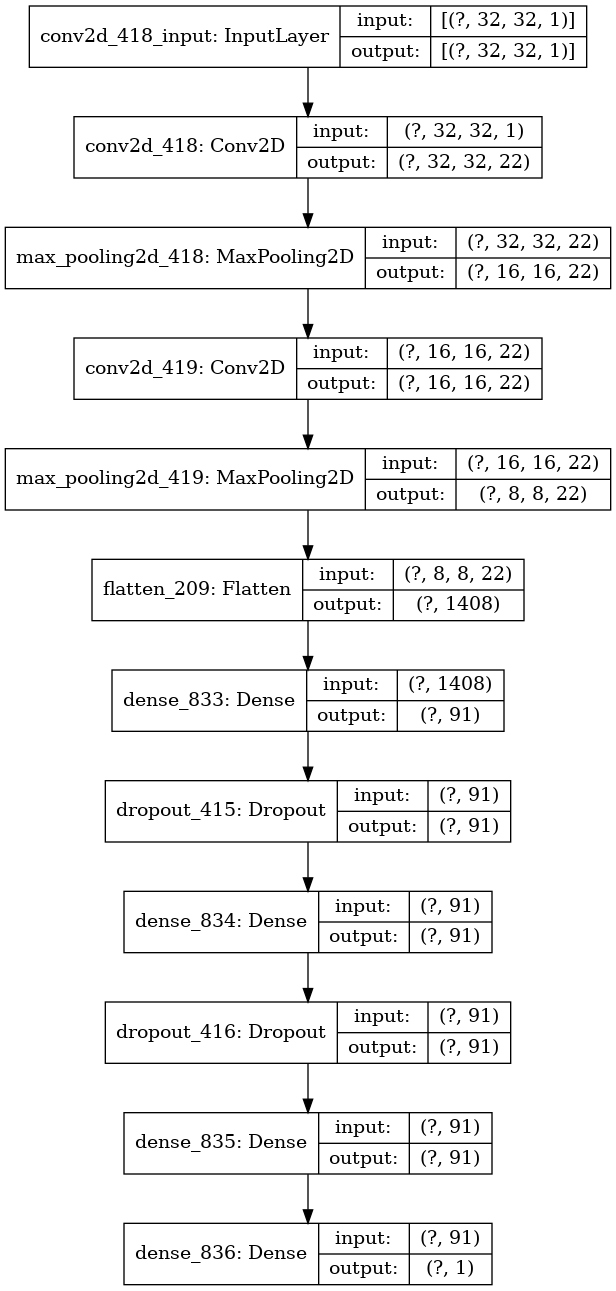 conv2d_418_input: InputLayer
input: [(?, 32, 32, 1)]
output: [(?, 32, 32, 1)]
conv2d_418: Conv2D
input: (?, 32, 32, 1)
output: (?, 32, 32, 22)
max_pooling2d_418: MaxPooling2D
input: (?, 32, 32, 22)
output: (?, 16, 16, 22)
conv2d_419: Conv2D
input: (?, 16, 16, 22)
output: (?, 16, 16, 22)
max_pooling2d_419: MaxPooling2D
input: (?, 16, 16, 22)
output: (?, 8, 8, 22)
flatten_209: Flatten
input: (?, 8, 8, 22)
output: (?, 1408)
dense_833: Dense
input: (?, 1408)
output: (?, 91)
dropout_415: Dropout
input: (?, 91)
output: (?, 91)
dense_834: Dense
input: (?, 91)
output: (?, 91)
dropout_416: Dropout
input: (?, 91)
output: (?, 91)
dense_835: Dense
input: (?, 91)
output: (?, 91)
dense_836: Dense
input: (?, 91)
output: (?, 1)